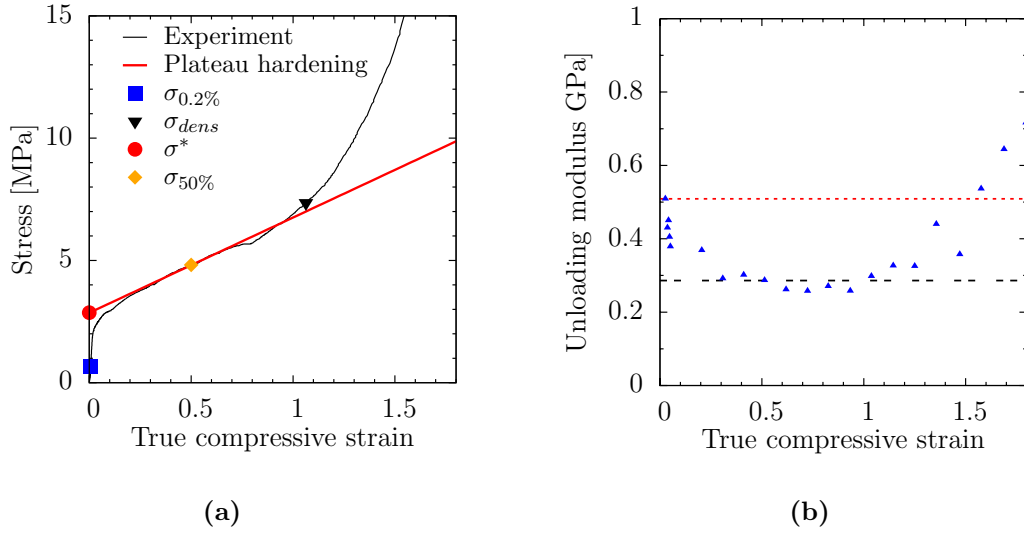 15
10
5
0
0
0.5
1
1.5
Stress [MPa]
True compressive strain
Experiment
Plateau hardening
σ0.2%
σdens
σ*
σ50%
(a)
1
0.8
0.6
0.4
0.2
0
0
0.5
1
1.5
Unloading modulus GPa]
True compressive strain
(b)